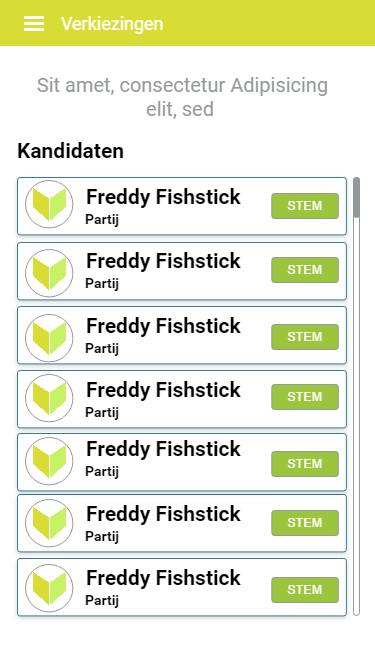 Verkiezingen
Sit amet, consectetur Adipisicing
elit, sed
Kandidaten
Freddy Fishstick
Partij
STEM
Freddy Fishstick
Partij
STEM
Freddy Fishstick
Partij
STEM
Freddy Fishstick
Partij
STEM
Freddy Fishstick
Partij
STEM
Freddy Fishstick
Partij
STEM
Freddy Fishstick
Partij
STEM